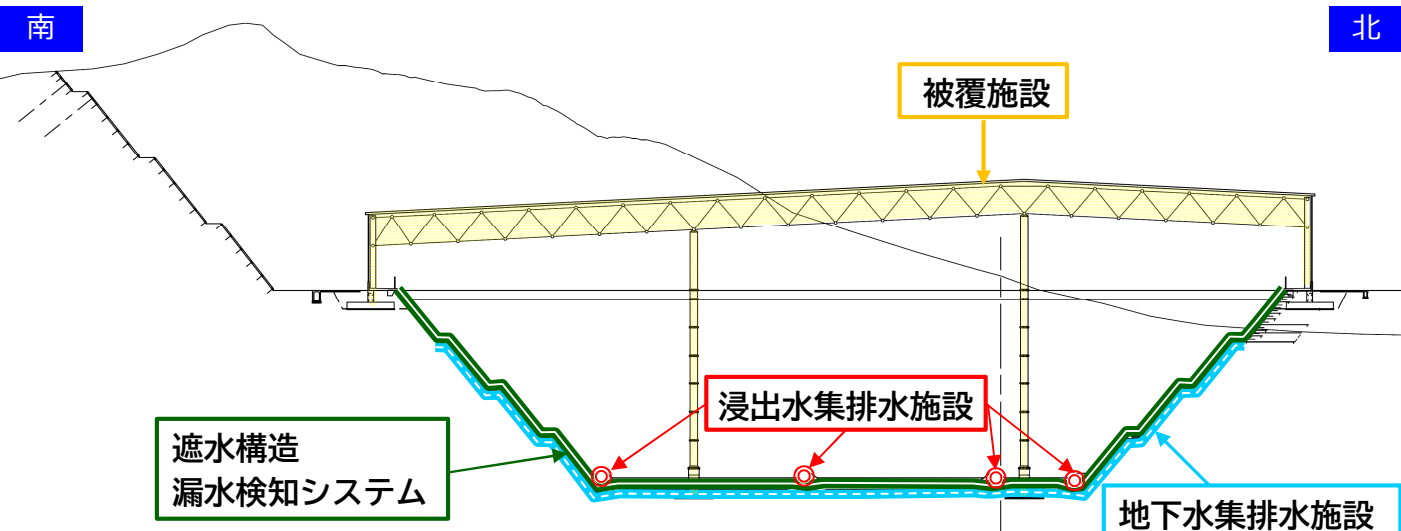 南
北
被覆施設
浸出水集排水施設
遮水構造
漏水検知システム
地下水集排水施設